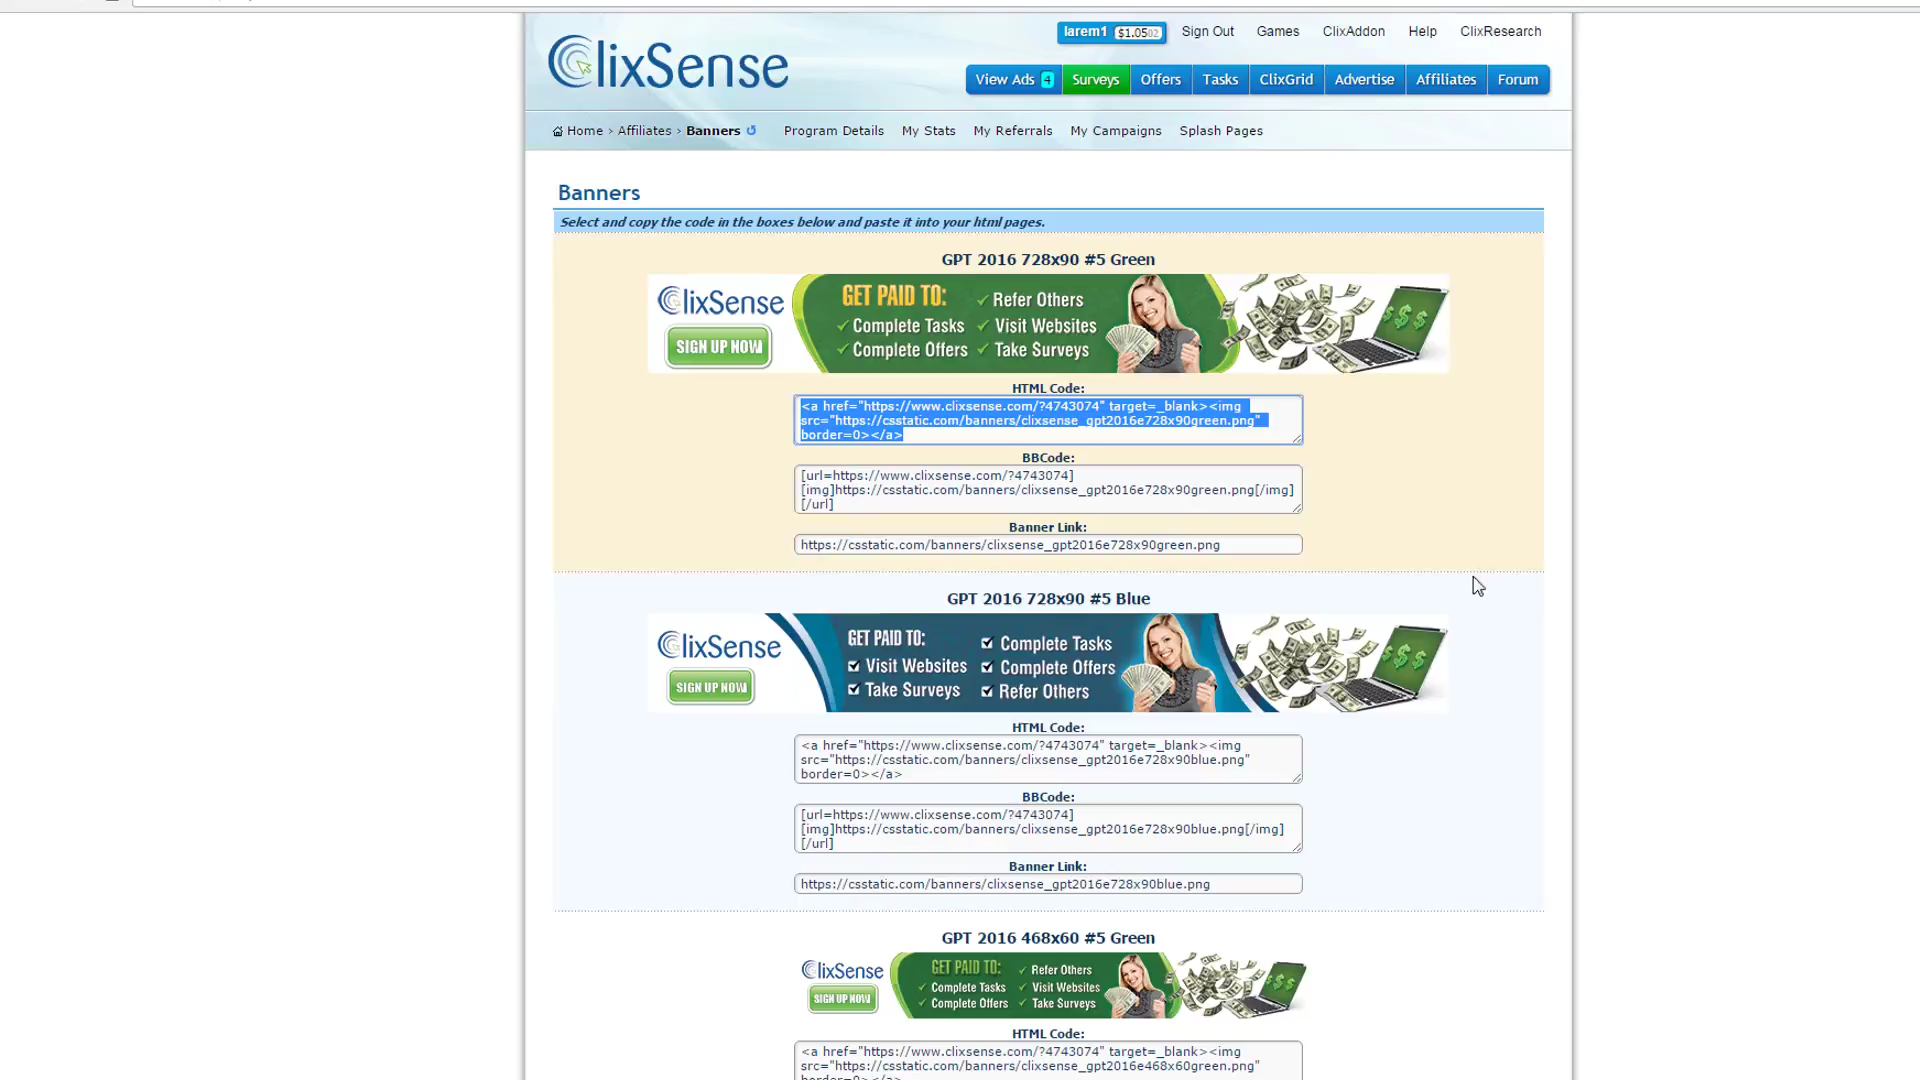 larem1 $1.0502 Sign Out Games ClixAddon Help ClixResearch
ClixSense
View Ads 4 Surveys Offers Tasks ClixGrid Advertise Affiliates Forum
Home › Affiliates › Banners Program Details My Stats My Referrals My Campaigns Splash Pages
Banners
Select and copy the code in the boxes below and paste it into your html pages.
GPT 2016 728x90 #5 Green
ClixSense
SIGN UP NOW
GET PAID TO:
Refer Others
Complete Tasks
Visit Websites
Complete Offers
Take Surveys
$$$
HTML Code:
<a href="https://www.clixsense.com/?4743074" target=_blank><img
src="https://csstatic.com/banners/clixsense_gpt2016e728x90green.png"
border=0></a>
BBCode:
[url=https://www.clixsense.com/?4743074]
[img]https://csstatic.com/banners/clixsense_gpt2016e728x90green.png[/img]
[/url]
Banner Link:
https://csstatic.com/banners/clixsense_gpt2016e728x90green.png
GPT 2016 728x90 #5 Blue
ClixSense
SIGN UP NOW
GET PAID TO:
Complete Tasks
Visit Websites
Complete Offers
Take Surveys
Refer Others
$$$
HTML Code:
<a href="https://www.clixsense.com/?4743074" target=_blank><img
src="https://csstatic.com/banners/clixsense_gpt2016e728x90blue.png"
border=0></a>
BBCode:
[url=https://www.clixsense.com/?4743074]
[img]https://csstatic.com/banners/clixsense_gpt2016e728x90blue.png[/img]
[/url]
Banner Link:
https://csstatic.com/banners/clixsense_gpt2016e728x90blue.png
GPT 2016 468x60 #5 Green
ClixSense
SIGN UP NOW
GET PAID TO:
Refer Others
Complete Tasks
Visit Websites
Complete Offers
Take Surveys
$$$
HTML Code:
<a href="https://www.clixsense.com/?4743074" target=_blank><img
src="https://csstatic.com/banners/clixsense_gpt2016e468x60green.png"
border=0></a>